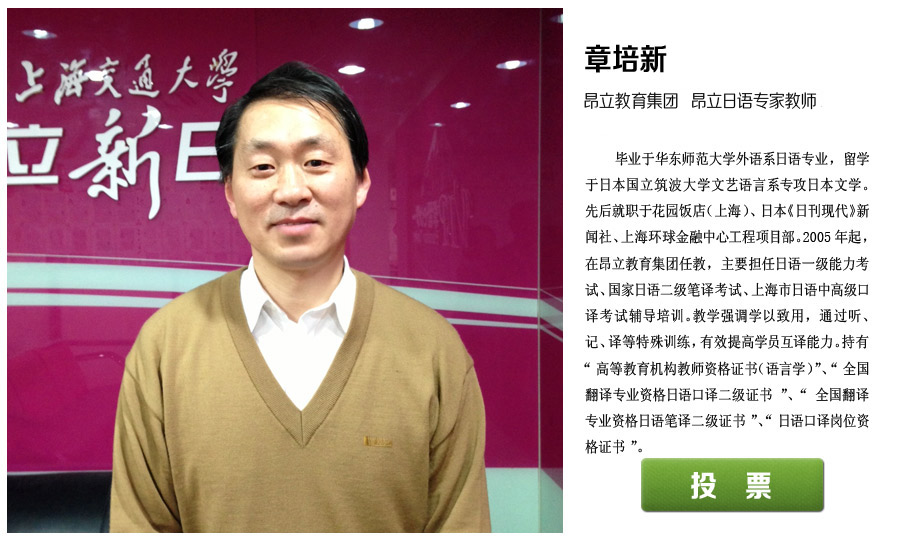 上海交通大學
立新日
章培新
昂立教育集团 昂立日语专家教师
毕业于华东师范大学外语系日语专业，留学
于日本国立筑波大学文艺语言系专攻日本文学。
先后就职于花园饭店（上海）、日本《日刊现代》新
闻社、上海环球金融中心工程项目部。2005 年起，
在昂立教育集团任教，主要担任日语一级能力考
试、国家日语二级笔译考试、上海市日语中高级口
译考试辅导培训。教学强调学以致用，通过听、
记、译等特殊训练，有效提高学员互译能力。持有
“ 高等教育机构教师资格证书（语言学）”、“ 全国
翻译专业资格日语口译二级证书 ”、“ 全国翻译
专业资格日语笔译二级证书 ”、“ 日语口译岗位资
格证书 ”。
投 票